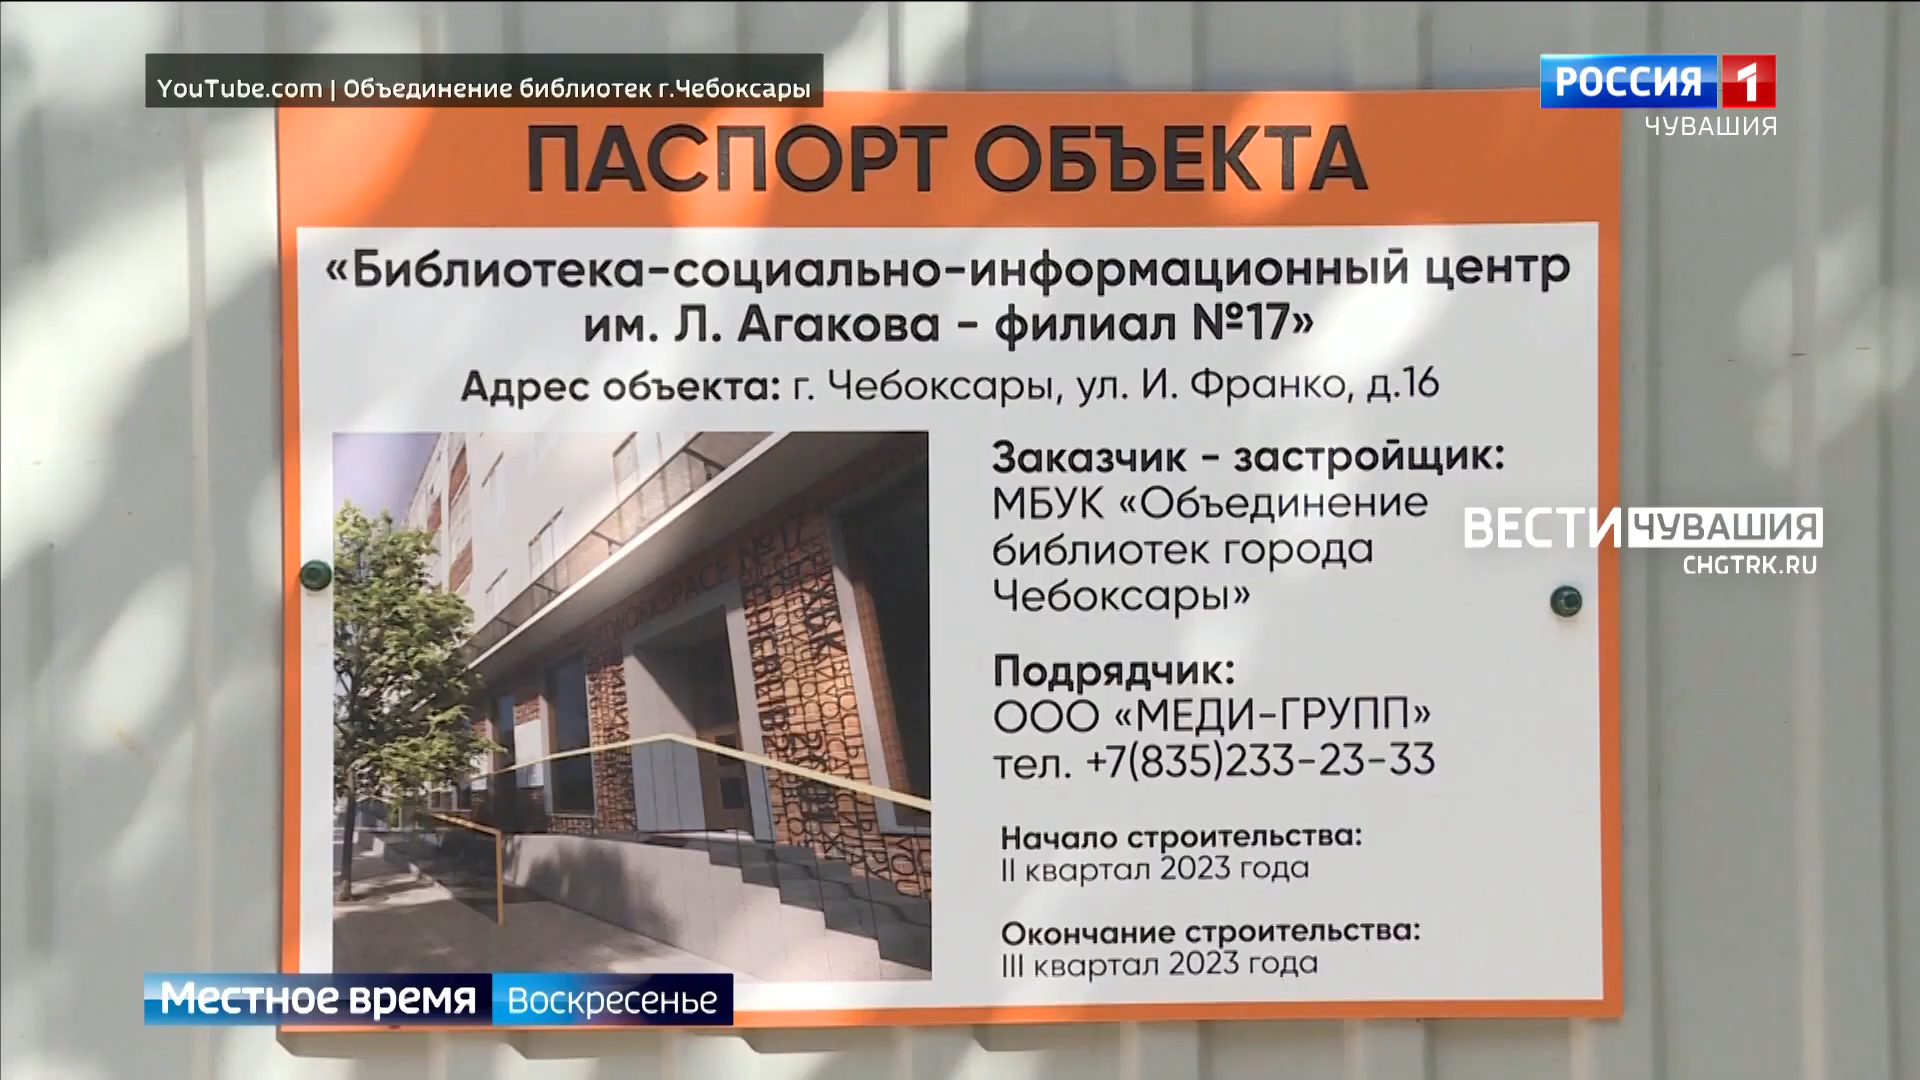 YouTube.com | Объединение библиотек г.Чебоксары
РОССИЯ 1
ЧУВАШИЯ
ПАСПОРТ ОБЪЕКТА
«Библиотека-социально-информационный центр
им. Л. Агакова - филиал №17»
Адрес объекта: г. Чебоксары, ул. И. Франко, д.16
Заказчик - застройщик:
МБУК «Объединение
библиотек города
Чебоксары»
ВЕСТИ ЧУВАШИЯ
CHGTRK.RU
Подрядчик:
ООО «МЕДИ-ГРУПП»
тел. +7(835)233-23-33
Начало строительства:
II квартал 2023 года
Окончание строительства:
III квартал 2023 года
Местное время Воскресенье